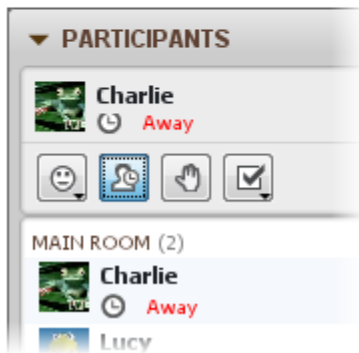 PARTICIPANTS
Charlie
Away
MAIN ROOM (2)
Charlie
Away
Lucy